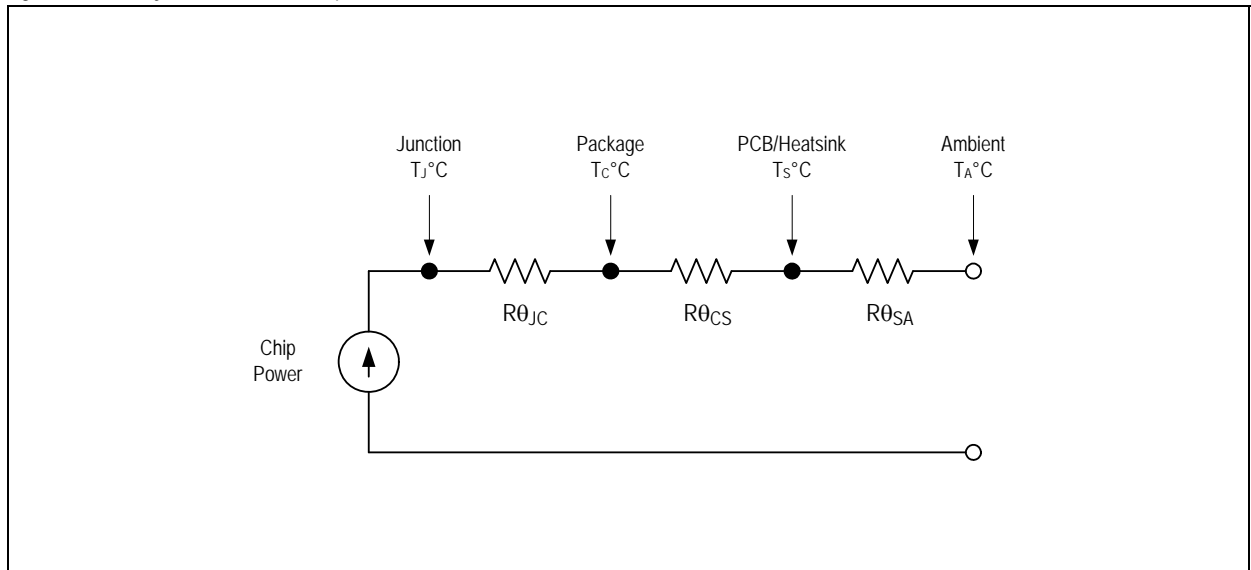 Junction
TJ°C
Package
TC°C
PCB/Heatsink
TS°C
Ambient
TA°C
RθJC
RθCS
RθSA
Chip
Power